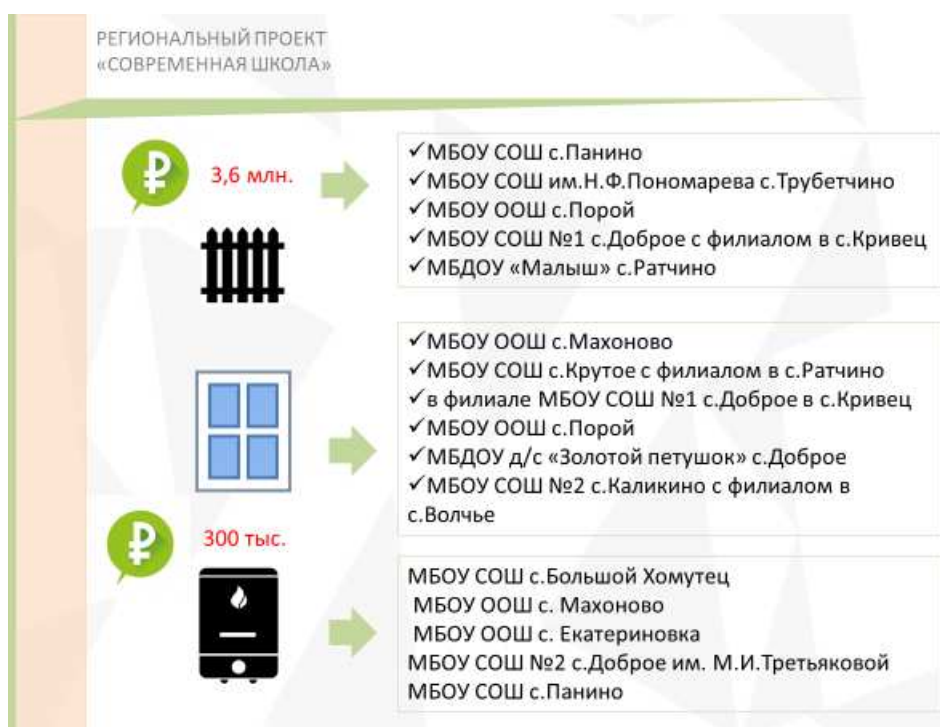 РЕГИОНАЛЬНЫЙ ПРОЕКТ
«СОВРЕМЕННАЯ ШКОЛА»
3,6 млн.
✓МБОУ СОШ с.Панино
✓МБОУ СОШ им.Н.Ф.Пономарева с.Трубетчино
✓МБОУ ООШ с.Порой
✓МБОУ СОШ №1 с.Доброе с филиалом в с.Кривец
✓МБДОУ «Малыш» с.Ратчино
✓МБОУ ООШ с.Махоново
✓МБОУ СОШ с.Крутое с филиалом в с.Ратчино
✓в филиале МБОУ СОШ №1 с.Доброе в с.Кривец
✓МБОУ ООШ с.Порой
✓МБДОУ д/с «Золотой петушок» с.Доброе
✓МБОУ СОШ №2 с.Каликино с филиалом в
с.Волчье
300 тыс.
МБОУ СОШ с.Большой Хомутец
МБОУ ООШ с. Махоново
МБОУ ООШ с. Екатериновка
МБОУ СОШ №2 с.Доброе им. М.И.Третьяковой
МБОУ СОШ с.Панино